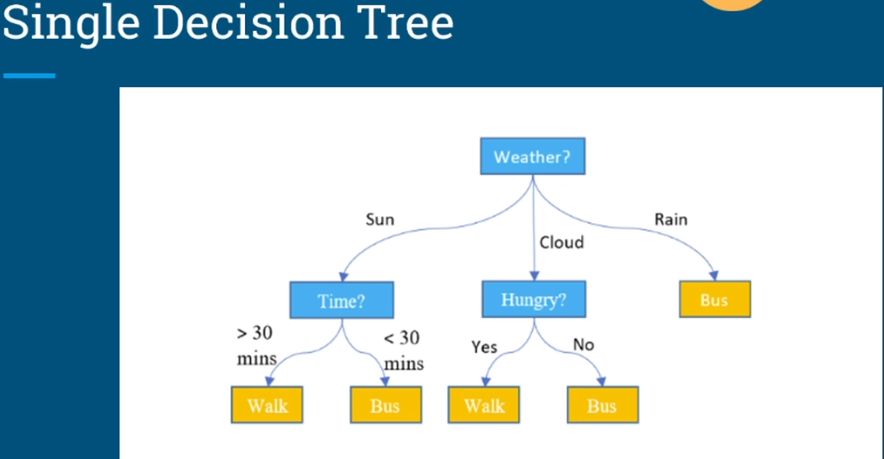 Single Decision Tree
Weather?
Sun
Rain
Cloud
Time?
Hungry?
Bus
> 30
mins
< 30
mins
Yes
No
Walk
Bus
Walk
Bus